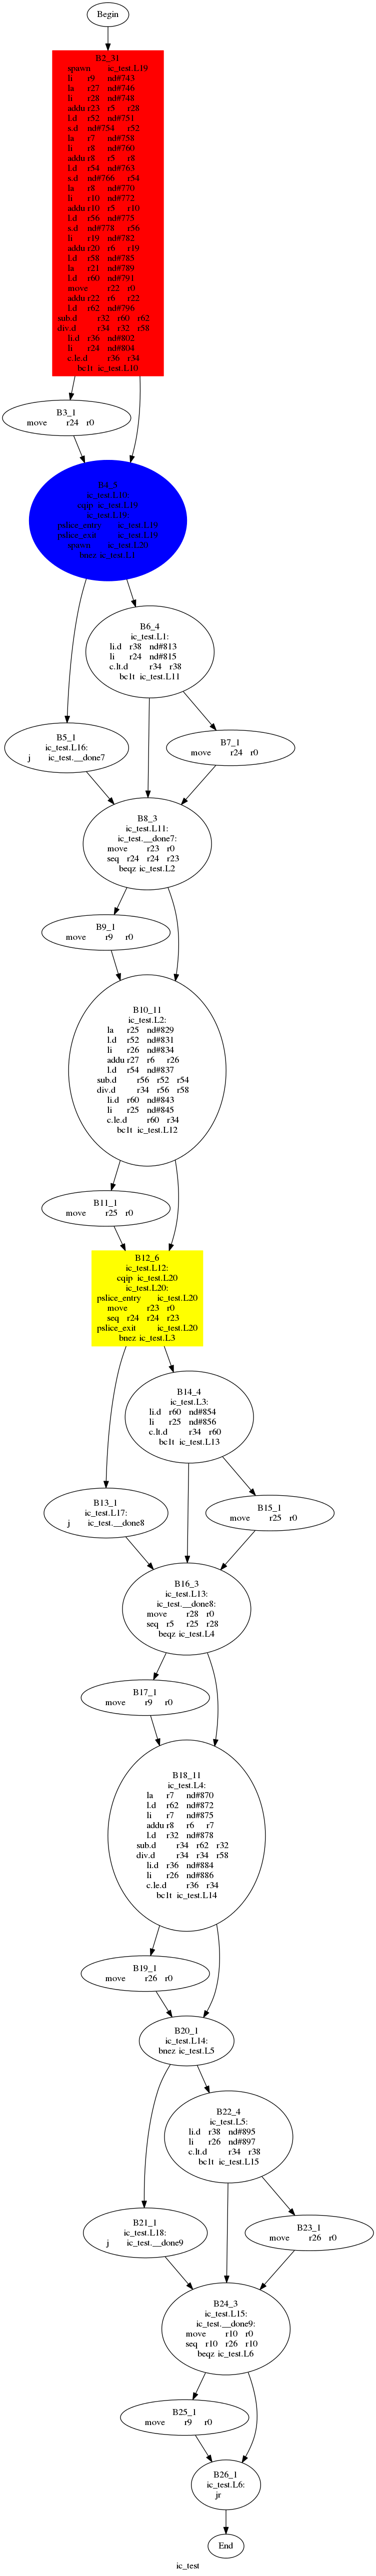 Begin
B2_31
spawn ic_test.L19
li r9 nd#743
la r27 nd#746
li r28 nd#748
addu r23 r5 r28
l.d r52 nd#751
s.d nd#754 r52
la r7 nd#758
li r8 nd#760
addu r8 r5 r8
l.d r54 nd#763
s.d nd#766 r54
la r8 nd#770
li r10 nd#772
addu r10 r5 r10
l.d r56 nd#775
s.d nd#778 r56
li r19 nd#782
addu r20 r6 r19
l.d r58 nd#785
la r21 nd#789
l.d r60 nd#791
move r22 r0
addu r22 r6 r22
l.d r62 nd#796
sub.d r32 r60 r62
div.d r34 r32 r58
li.d r36 nd#802
li r24 nd#804
c.le.d r36 r34
bc1t ic_test.L10
B3_1
move r24 r0
B4_5
ic_test.L10:
cqip ic_test.L19
ic_test.L19:
pslice_entry ic_test.L19
pslice_exit ic_test.L19
spawn ic_test.L20
bnez ic_test.L1
B6_4
ic_test.L1:
li.d r38 nd#813
li r24 nd#815
c.lt.d r34 r38
bc1t ic_test.L11
B5_1
ic_test.L16:
j ic_test.__done7
B7_1
move r24 r0
B8_3
ic_test.L11:
ic_test.__done7:
move r23 r0
seq r24 r24 r23
beqz ic_test.L2
B9_1
move r9 r0
B10_11
ic_test.L2:
la r25 nd#829
l.d r52 nd#831
li r26 nd#834
addu r27 r6 r26
l.d r54 nd#837
sub.d r56 r52 r54
div.d r34 r56 r58
li.d r60 nd#843
li r25 nd#845
c.le.d r60 r34
bc1t ic_test.L12
B11_1
move r25 r0
B12_6
ic_test.L12:
cqip ic_test.L20
ic_test.L20:
pslice_entry ic_test.L20
move r23 r0
seq r24 r24 r23
pslice_exit ic_test.L20
bnez ic_test.L3
B14_4
ic_test.L3:
li.d r60 nd#854
li r25 nd#856
c.lt.d r34 r60
bc1t ic_test.L13
B13_1
ic_test.L17:
j ic_test.__done8
B15_1
move r25 r0
B16_3
ic_test.L13:
ic_test.__done8:
move r28 r0
seq r5 r25 r28
beqz ic_test.L4
B17_1
move r9 r0
B18_11
ic_test.L4:
la r7 nd#870
l.d r62 nd#872
li r7 nd#875
addu r8 r6 r7
l.d r32 nd#878
sub.d r34 r62 r32
div.d r34 r34 r58
li.d r36 nd#884
li r26 nd#886
c.le.d r36 r34
bc1t ic_test.L14
B19_1
move r26 r0
B20_1
ic_test.L14:
bnez ic_test.L5
B22_4
ic_test.L5:
li.d r38 nd#895
li r26 nd#897
c.lt.d r34 r38
bc1t ic_test.L15
B21_1
ic_test.L18:
j ic_test.__done9
B23_1
move r26 r0
B24_3
ic_test.L15:
ic_test.__done9:
move r10 r0
seq r10 r26 r10
beqz ic_test.L6
B25_1
move r9 r0
B26_1
ic_test.L6:
jr
End
ic_test